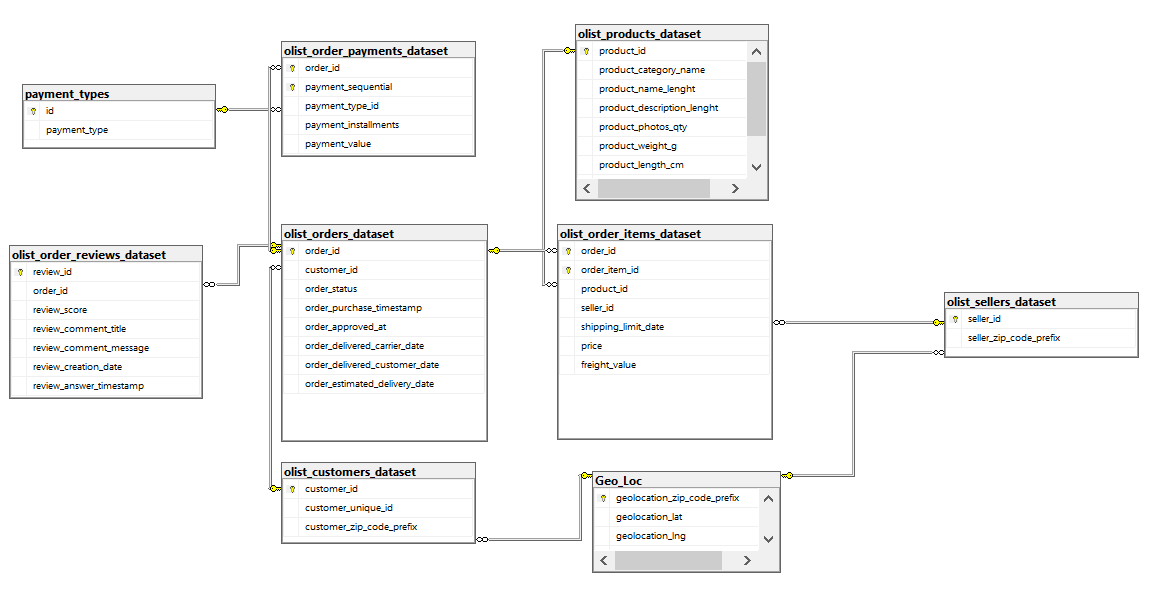 payment_types
id
payment_type
olist_order_payments_dataset
order_id
payment_sequential
payment_type_id
payment_installments
payment_value
olist_products_dataset
product_id
product_category_name
product_name_lenght
product_description_lenght
product_photos_qty
product_weight_g
product_length_cm
olist_order_reviews_dataset
review_id
order_id
review_score
review_comment_title
review_comment_message
review_creation_date
review_answer_timestamp
olist_orders_dataset
order_id
customer_id
order_status
order_purchase_timestamp
order_approved_at
order_delivered_carrier_date
order_delivered_customer_date
order_estimated_delivery_date
olist_order_items_dataset
order_id
order_item_id
product_id
seller_id
shipping_limit_date
price
freight_value
olist_sellers_dataset
seller_id
seller_zip_code_prefix
olist_customers_dataset
customer_id
customer_unique_id
customer_zip_code_prefix
Geo_Loc
geolocation_zip_code_prefix
geolocation_lat
geolocation_lng